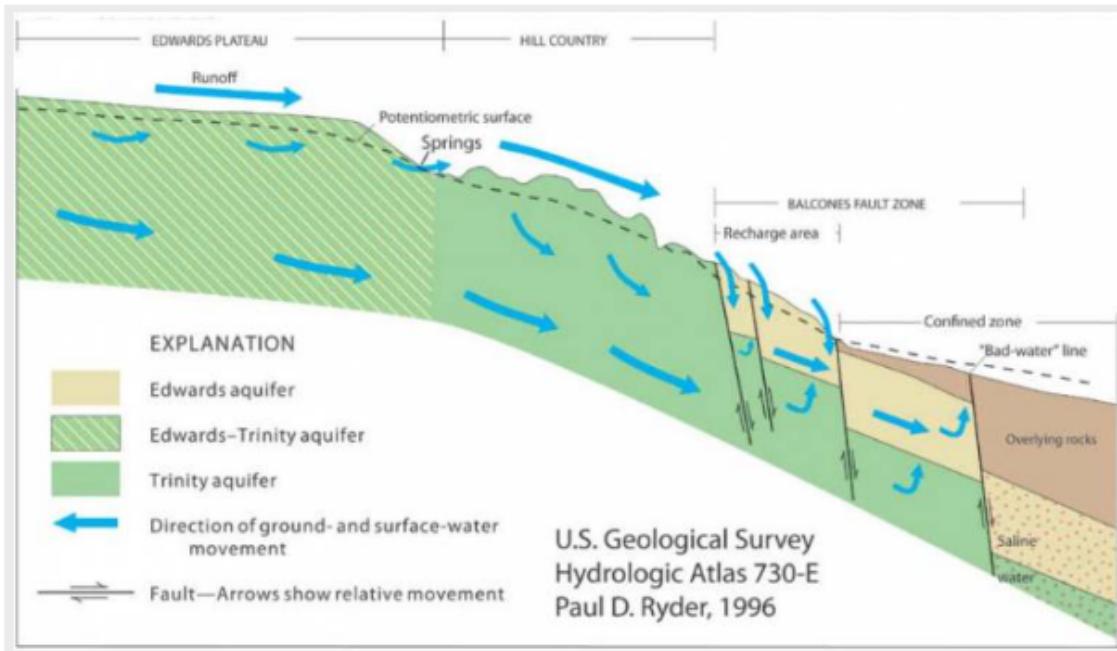 EDWARDS PLATEAU
HILL COUNTRY
Runoff
Potentiometric surface
Springs
BALCONES FAULT ZONE
Recharge area
Confined zone
"Bad-water" line
EXPLANATION
Edwards aquifer
Edwards–Trinity aquifer
Trinity aquifer
Direction of ground- and surface-water
movement
Fault—Arrows show relative movement
Overlying rocks
Saline
water
U.S. Geological Survey
Hydrologic Atlas 730-E
Paul D. Ryder, 1996